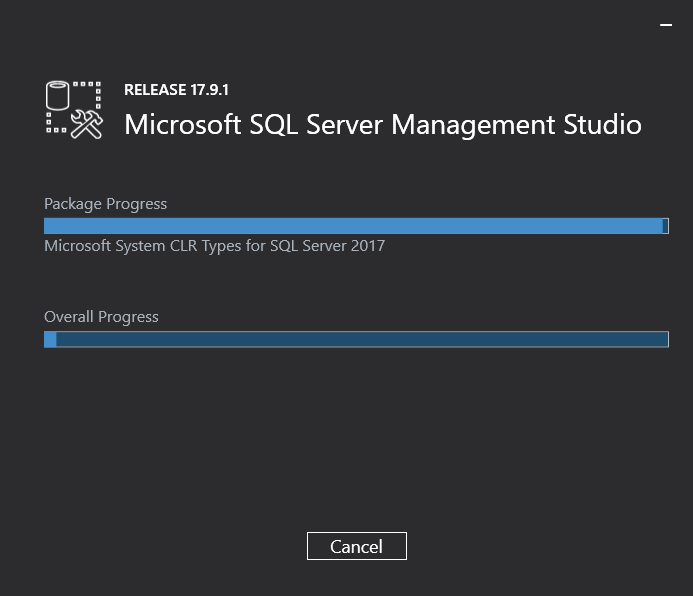 RELEASE 17.9.1
Microsoft SQL Server Management Studio
Package Progress
Microsoft System CLR Types for SQL Server 2017
Overall Progress
Cancel